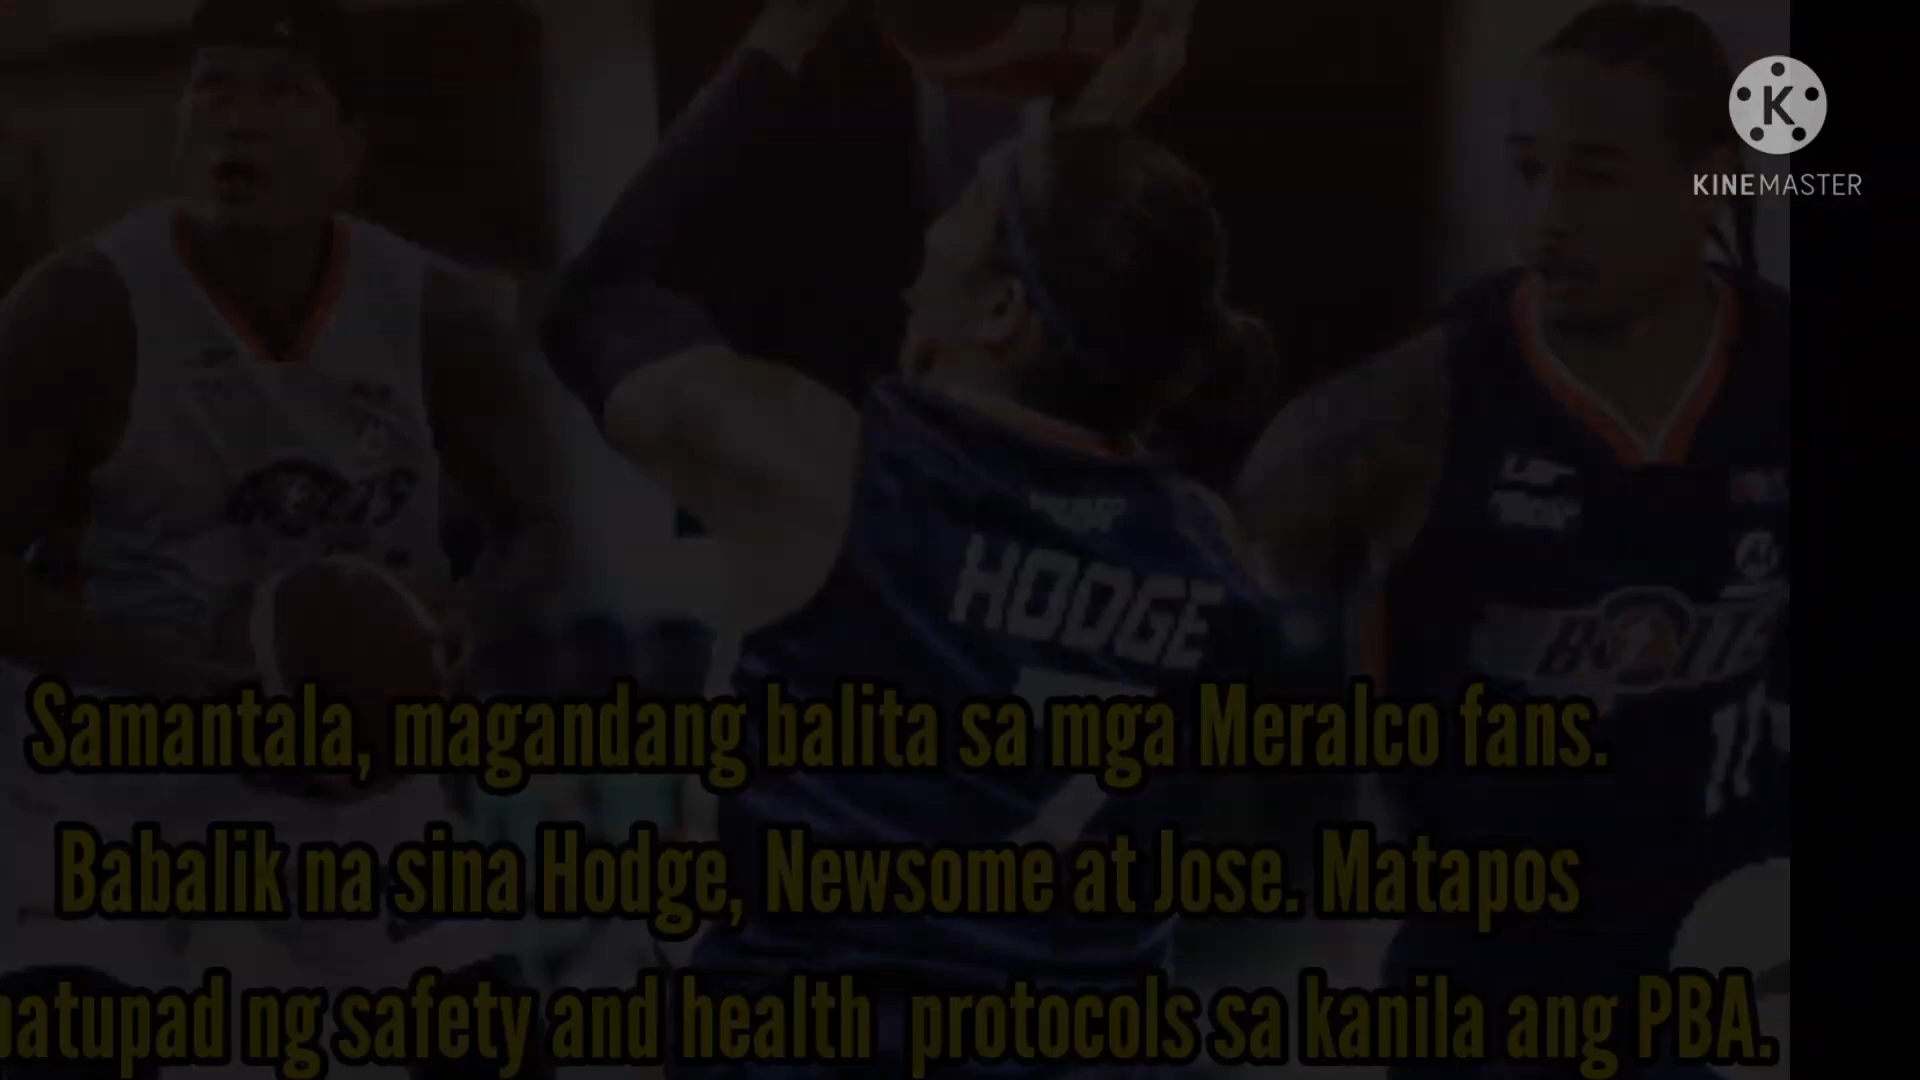 K
KINEMASTER
HODGE
Samantala, magandang balita sa mga Meralco fans.
Babalik na sina Hodge, Newsome at Jose. Matapos
ng safety and health protocols sa kanila ang PBA.